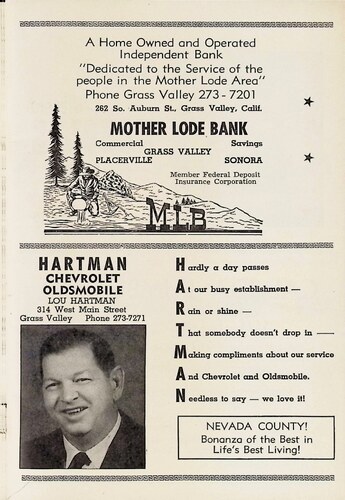 A Home Owned and Operated
Independent Bank
"Dedicated to the Service of the
people in the Mother Lode Area"
Phone Grass Valley 273-7201
262 So. Auburn St., Grass Valley, Calif.
MOTHER LODE BANK
Commercial Savings
GRASS VALLEY
PLACERVILLE SONORA
Member Federal Deposit
Insurance Corporation
MLB
HARTMAN
CHEVROLET
OLDSMOBILE
LOU HARTMAN
314 West Main Street
Grass Valley Phone 273-7271
Hardly a day passes
At our busy establishment —
Rain or shine —
That somebody doesn't drop in —
Making compliments about our service
And Chevrolet and Oldsmobile.
Needless to say — we love it!
NEVADA COUNTY!
Bonanza of the Best in
Life's Best Living!